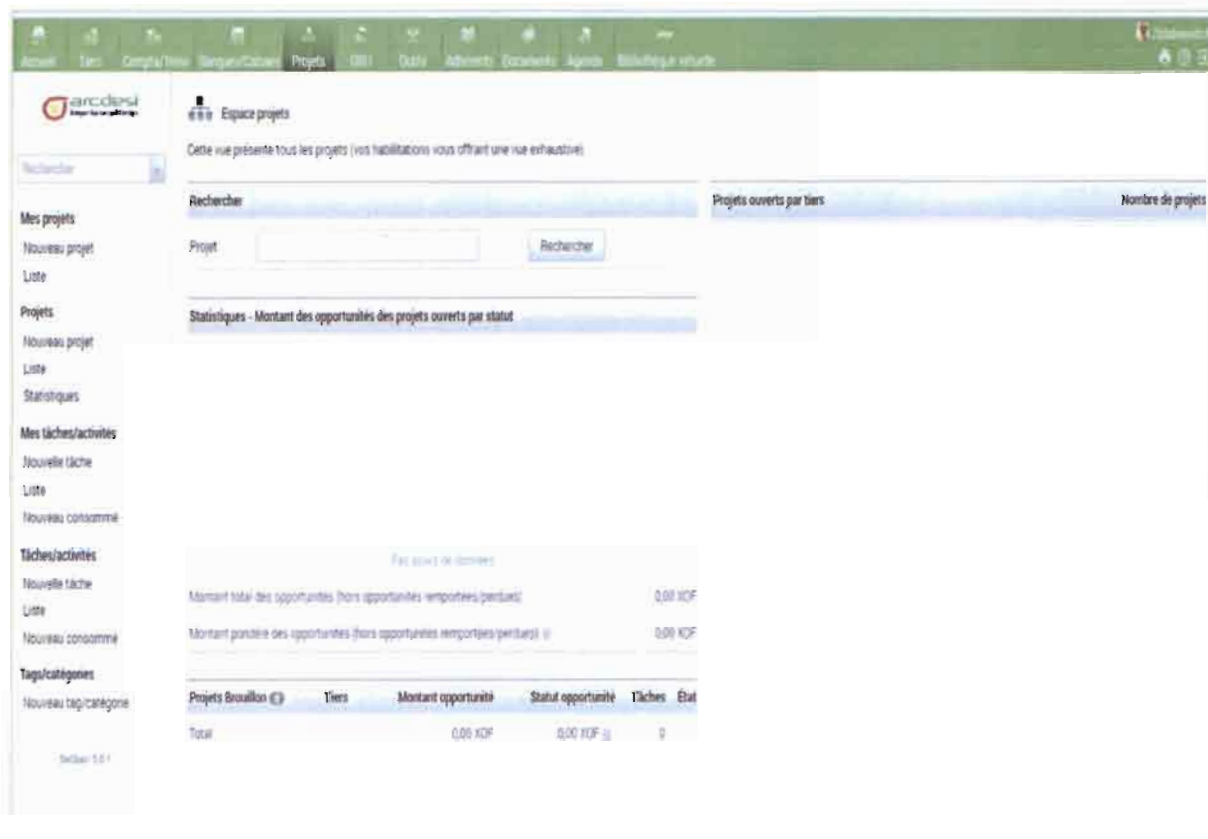 Accueil Tiers Banques/Caisses Projets GRH Outils Adhérents Documents Agenda Bibliothèque virtuelle
arcdesi
Espace projets
Cette vue présente tous les projets (vos habilitations vous offrant une vue exhaustive)
Rechercher
Rechercher
Projets ouverts par tiers
Nombre de projets
Mes projets
Nouveau projet
Projet
Rechercher
Liste
Projets
Statistiques - Montant des opportunités des projets ouverts par statut
Nouveau projet
Liste
Statistiques
Mes tâches/activités
Nouvelle tâche
Liste
Nouveau consommé
Tâches/activités
Pas assez de données
Nouvelle tâche
Montant total des opportunités (hors opportunités remportées/perdues) 0,00 XOF
Liste
Nouveau consommé
Montant pondéré des opportunités (hors opportunités remportées/perdues) 0,00 XOF
Tags/catégories
Nouveau tag/catégorie
Projets Brouillon Tiers Montant opportunité Statut opportunité Tâches État
Total 0,00 XOF 0,00 XOF 0